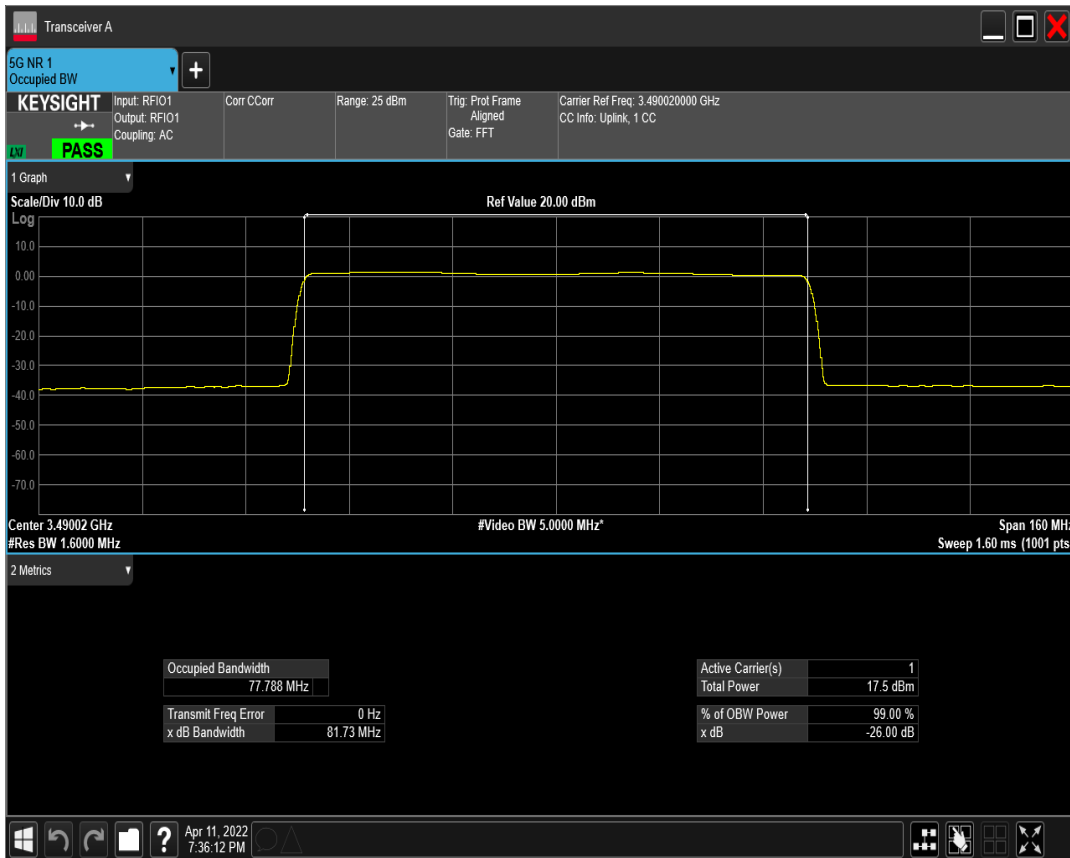 Transceiver A
5G NR 1
Occupied BW
+
KEYSIGHT
LXI
PASS
Input: RFIO1
Output: RFIO1
Coupling: AC
Corr CCorr
Range: 25 dBm
Trig: Prot Frame
Aligned
Gate: FFT
Carrier Ref Freq: 3.490020000 GHz
CC Info: Uplink, 1 CC
1 Graph
Scale/Div 10.0 dB
Ref Value 20.00 dBm
Log
10.0
0.00
-10.0
-20.0
-30.0
-40.0
-50.0
-60.0
-70.0
Center 3.49002 GHz
#Video BW 5.0000 MHz*
Span 160 MHz
#Res BW 1.6000 MHz
Sweep 1.60 ms (1001 pts
2 Metrics
Occupied Bandwidth
77.788 MHz
Transmit Freq Error 0 Hz
x dB Bandwidth 81.73 MHz
Active Carrier(s) 1
Total Power 17.5 dBm
% of OBW Power 99.00 %
x dB -26.00 dB
?
Apr 11, 2022
7:36:12 PM